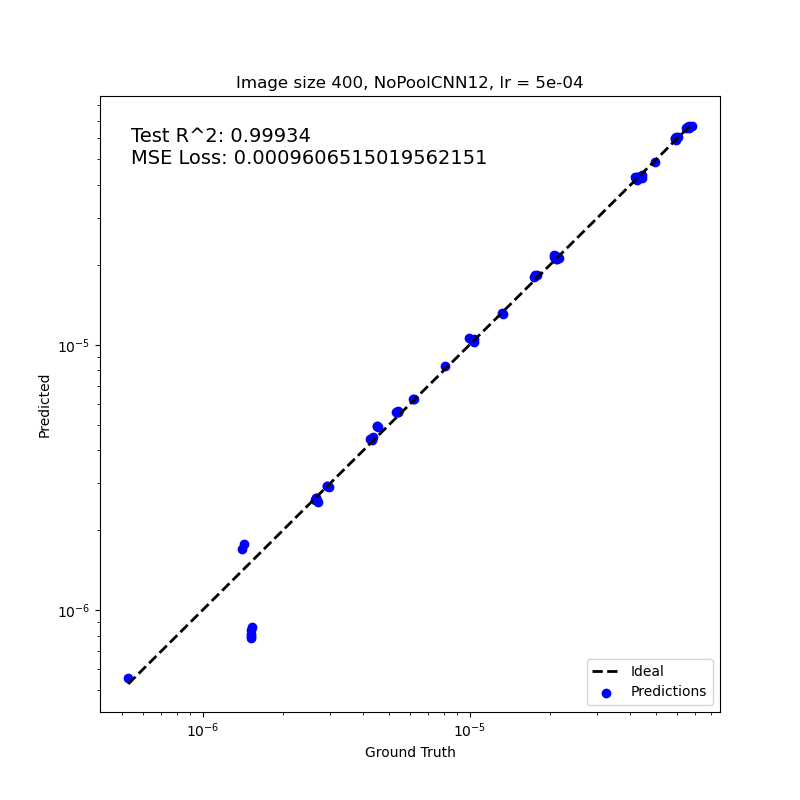 Image size 400, NoPoolCNN12, lr = 5e-04
Test R^2: 0.99934
MSE Loss: 0.0009606515019562151
10⁻⁵
Predicted
10⁻⁶
Ideal
Predictions
10⁻⁶ 10⁻⁵
Ground Truth